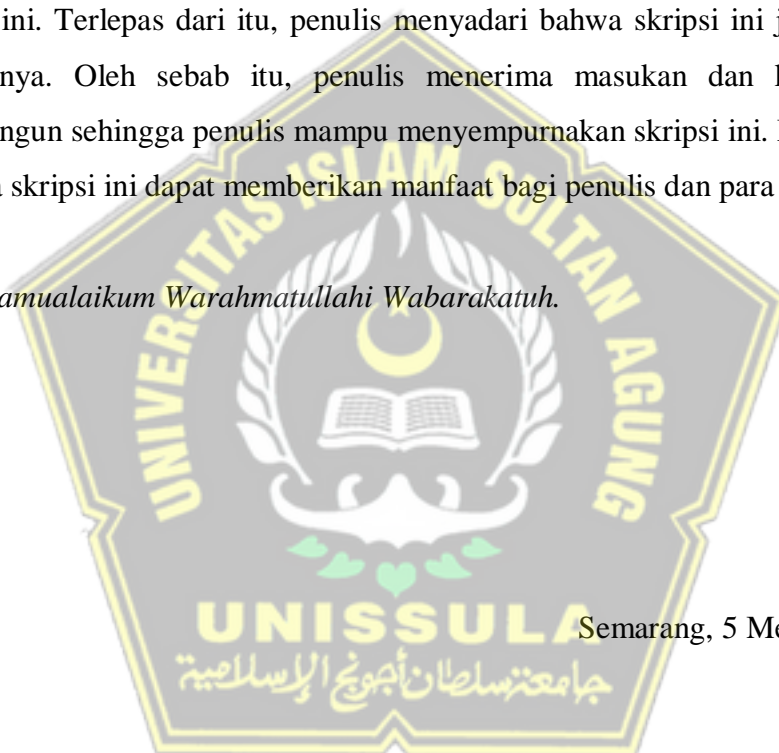 ini. Terlepas dari itu, penulis menyadari bahwa skripsi ini j
nya. Oleh sebab itu, penulis menerima masukan dan
ngun sehingga penulis mampu menyempurnakan skripsi ini.
skripsi ini dapat memberikan manfaat bagi penulis dan para
amualaikum Warahmatullahi Wabarakatuh.
UNIVERSITAS ISLAM SULTAN AGUNG
UNISSULA
جامعة سلطان أجونج الإسلامية
Semarang, 5 Me